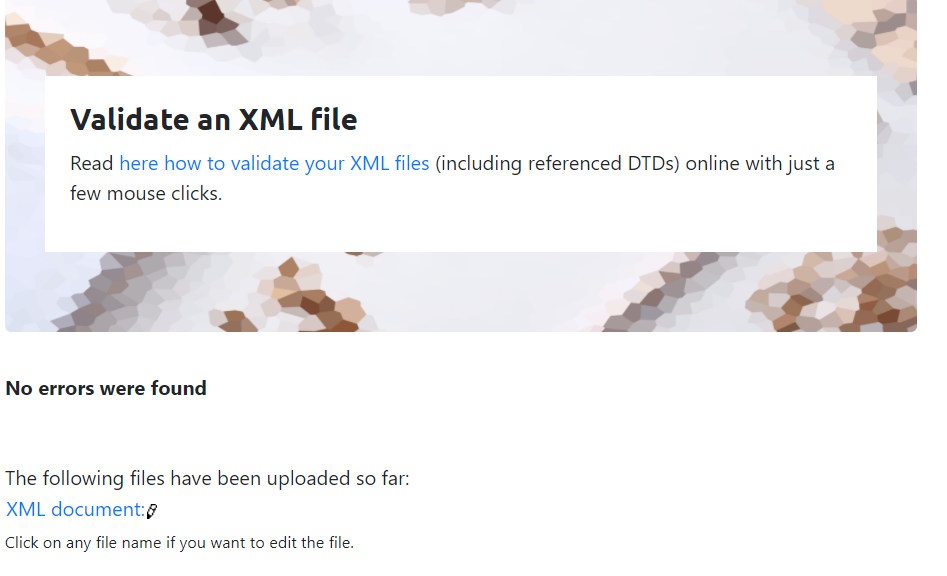 Validate an XML file
Read here how to validate your XML files (including referenced DTDs) online with just a
few mouse clicks.
No errors were found
The following files have been uploaded so far:
XML document:
Click on any file name if you want to edit the file.